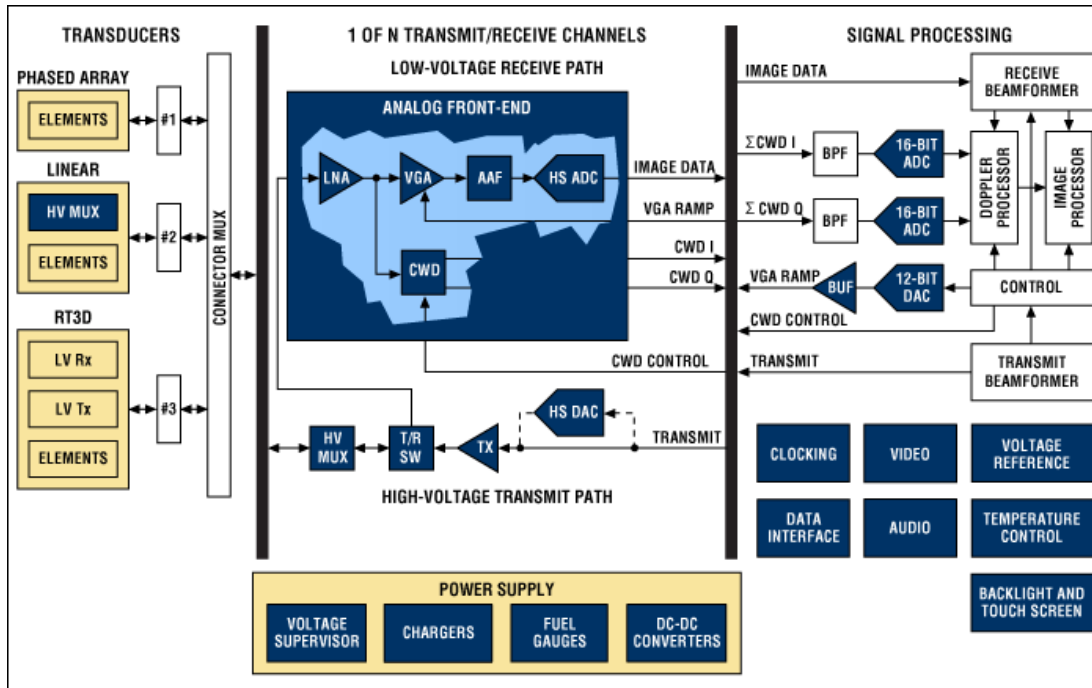 TRANSDUCERS
PHASED ARRAY
ELEMENTS
#1
LINEAR
HV MUX
ELEMENTS
#2
RT3D
LV Rx
LV Tx
ELEMENTS
#3
CONNECTOR MUX
1 OF N TRANSMIT/RECEIVE CHANNELS
LOW-VOLTAGE RECEIVE PATH
ANALOG FRONT-END
LNA
VGA
AAF
HS ADC
CWD
IMAGE DATA
VGA RAMP
CWD I
CWD Q
CWD CONTROL
HS DAC
TRANSMIT
HV
MUX
T/R
SW
TX
HIGH-VOLTAGE TRANSMIT PATH
SIGNAL PROCESSING
IMAGE DATA
RECEIVE
BEAMFORMER
ΣCWD I
BPF
16-BIT
ADC
ΣCWD Q
BPF
16-BIT
ADC
DOPPLER
PROCESSOR
IMAGE
PROCESSOR
VGA RAMP
BUF
12-BIT
DAC
CONTROL
CWD CONTROL
TRANSMIT
TRANSMIT
BEAMFORMER
CLOCKING
VIDEO
VOLTAGE
REFERENCE
DATA
INTERFACE
AUDIO
TEMPERATURE
CONTROL
BACKLIGHT AND
TOUCH SCREEN
POWER SUPPLY
VOLTAGE
SUPERVISOR
CHARGERS
FUEL
GAUGES
DC-DC
CONVERTERS